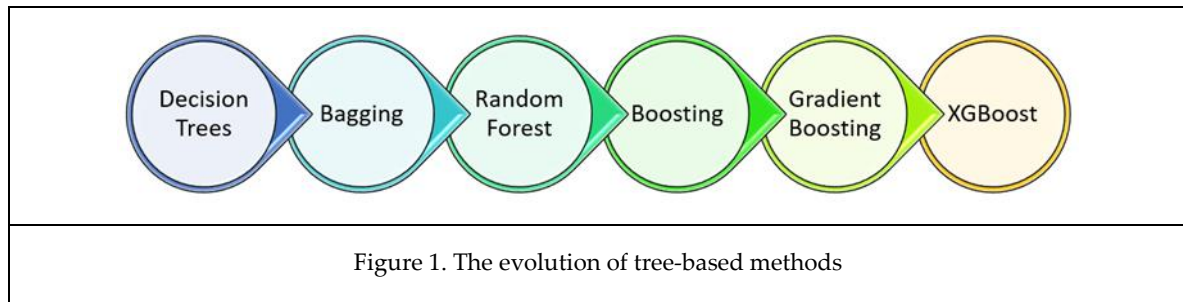 Decision
Trees
Bagging
Random
Forest
Boosting
Gradient
Boosting
XGBoost
Figure 1. The evolution of tree-based methods